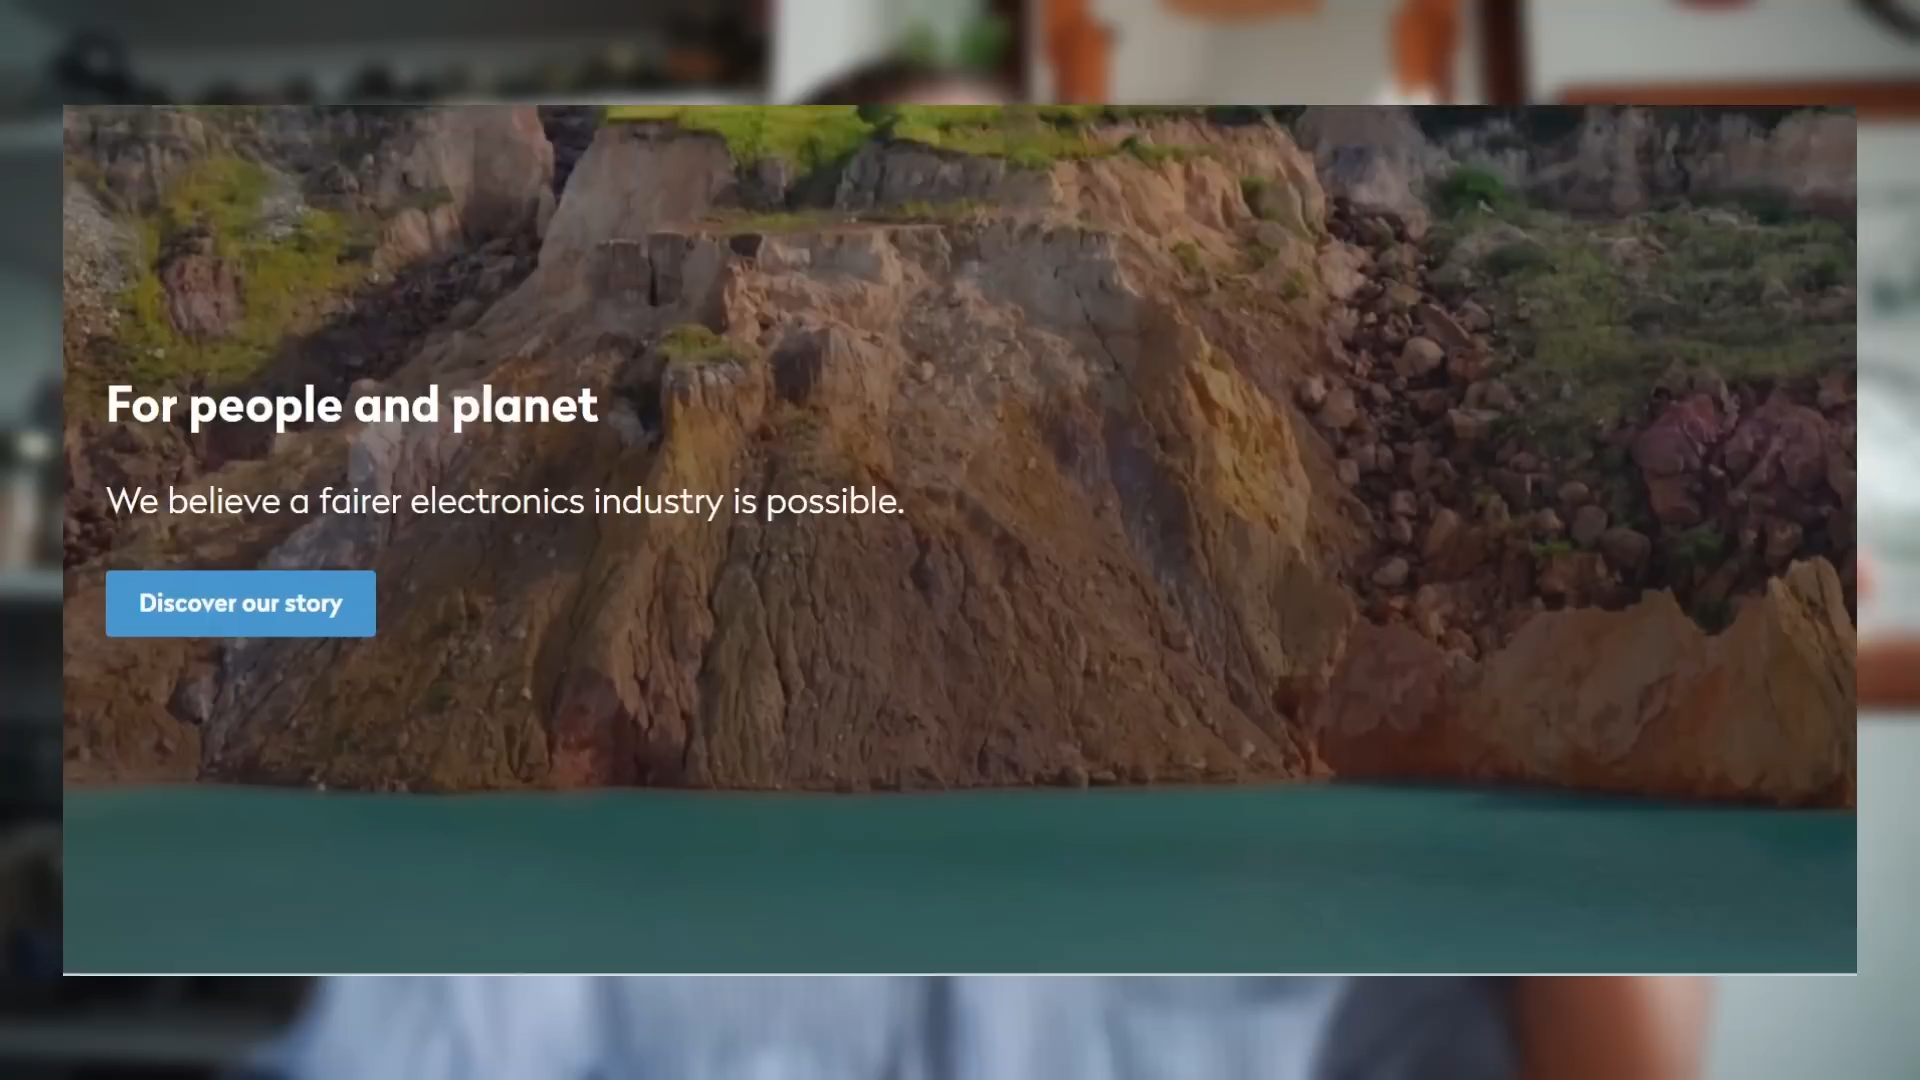 For people and planet
We believe a fairer electronics industry is possible.
Discover our story